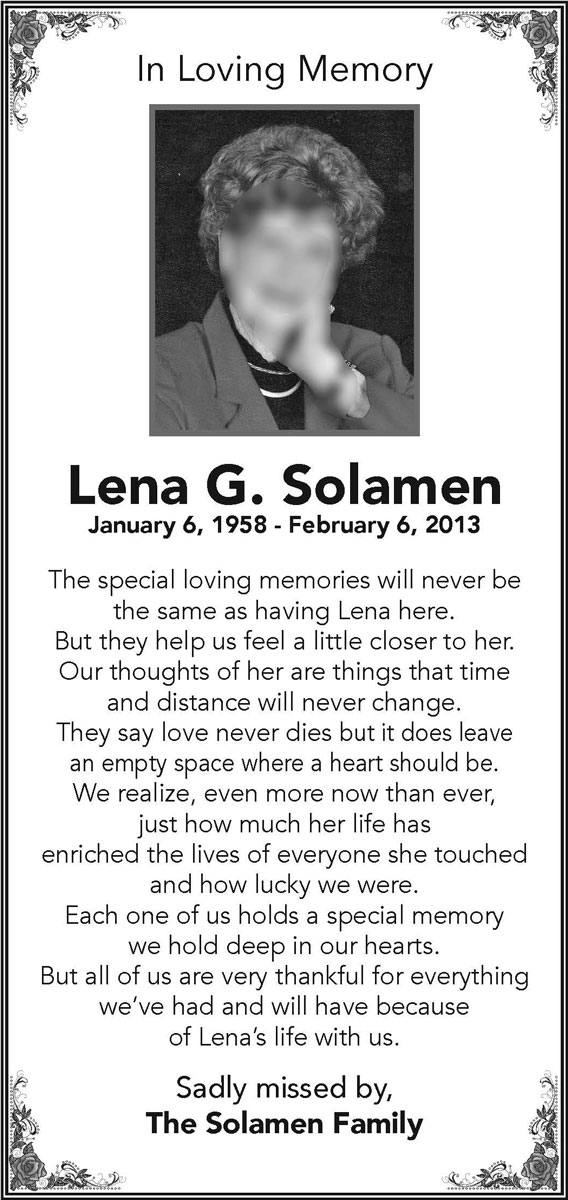 In Loving Memory
Lena G. Solamen
January 6, 1958 - February 6, 2013
The special loving memories will never be
the same as having Lena here.
But they help us feel a little closer to her.
Our thoughts of her are things that time
and distance will never change.
They say love never dies but it does leave
an empty space where a heart should be.
We realize, even more now than ever,
just how much her life has
enriched the lives of everyone she touched
and how lucky we were.
Each one of us holds a special memory
we hold deep in our hearts.
But all of us are very thankful for everything
we’ve had and will have because
of Lena’s life with us.
Sadly missed by,
The Solamen Family